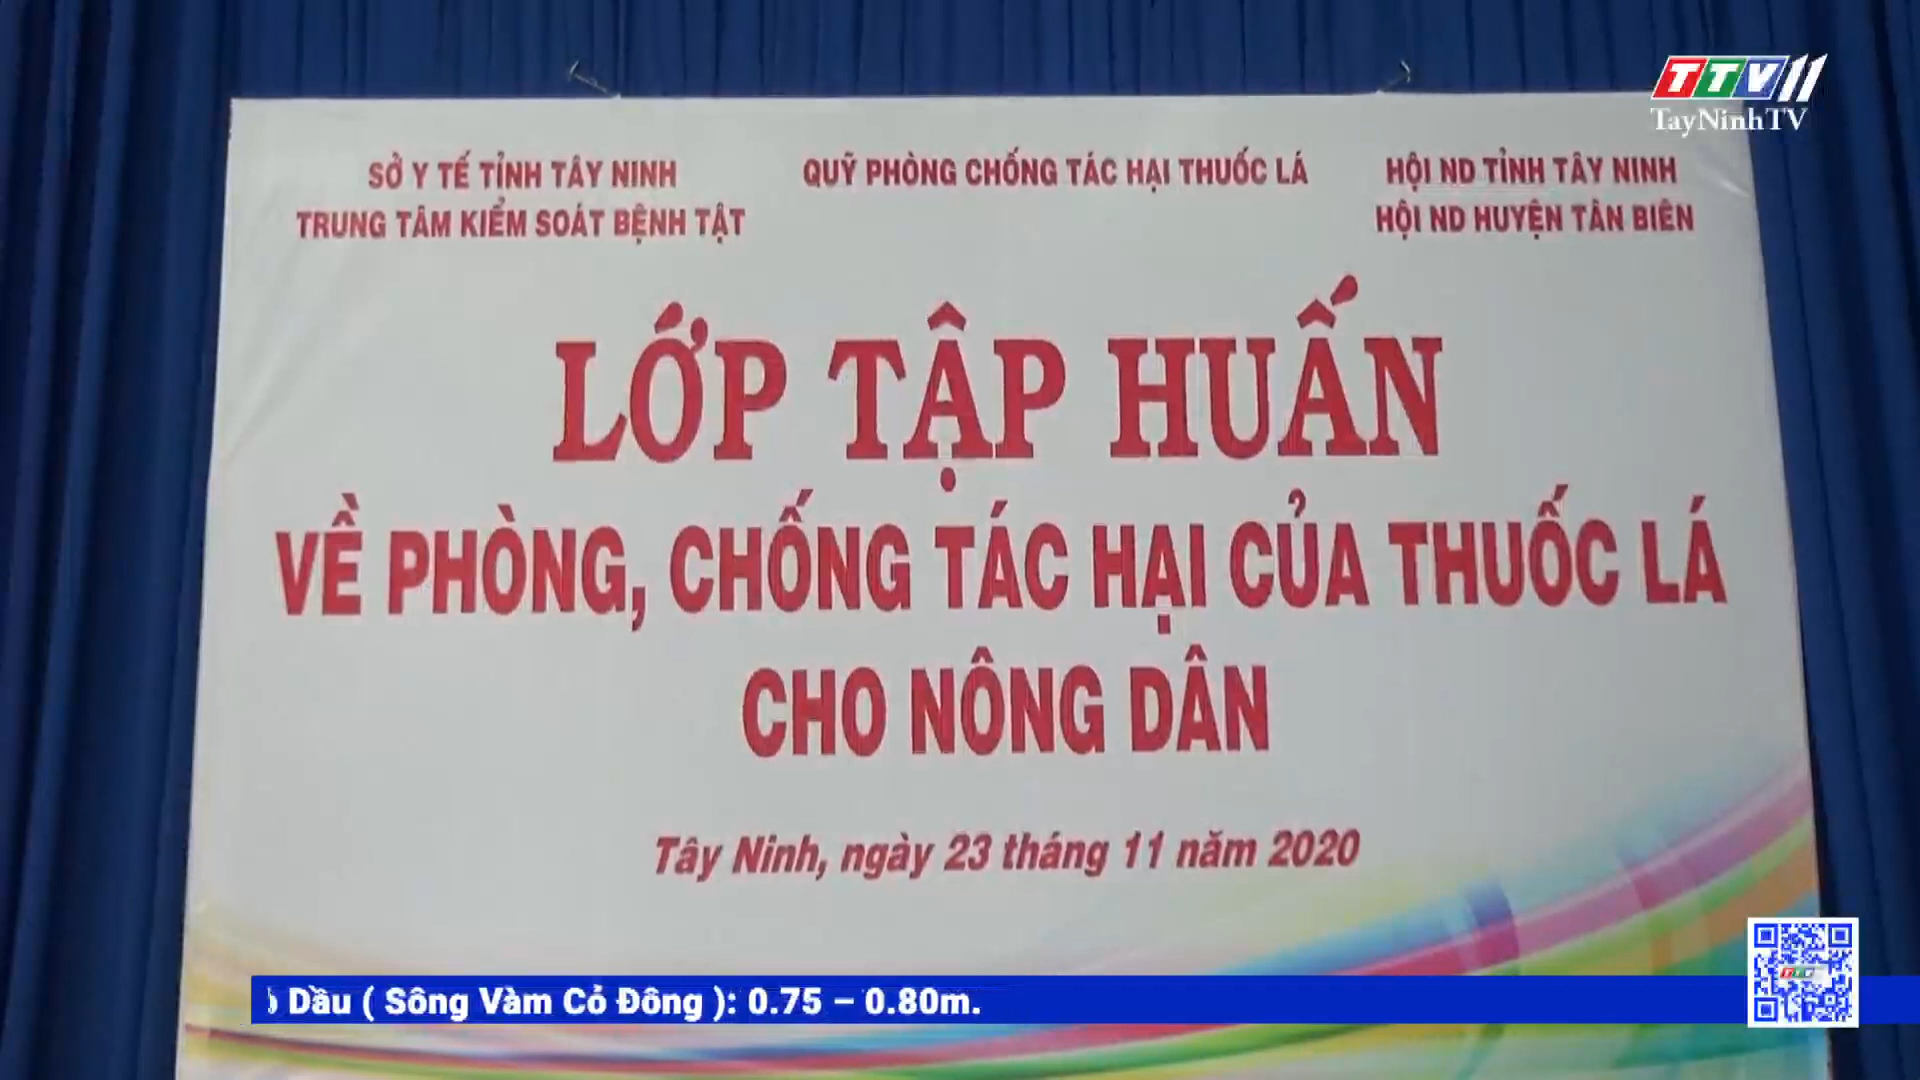 TTV11
TayNinhTV
SỞ Y TẾ TỈNH TÂY NINH
TRUNG TÂM KIỂM SOÁT BỆNH TẬT
QUỸ PHÒNG CHỐNG TÁC HẠI THUỐC LÁ
HỘI ND TỈNH TÂY NINH
HỘI ND HUYỆN TÂN BIÊN
LỚP TẬP HUẤN
VỀ PHÒNG, CHỐNG TÁC HẠI CỦA THUỐC LÁ
CHO NÔNG DÂN
Tây Ninh, ngày 23 tháng 11 năm 2020
Dầu ( Sông Vàm Cỏ Đông ): 0.75 – 0.80m.